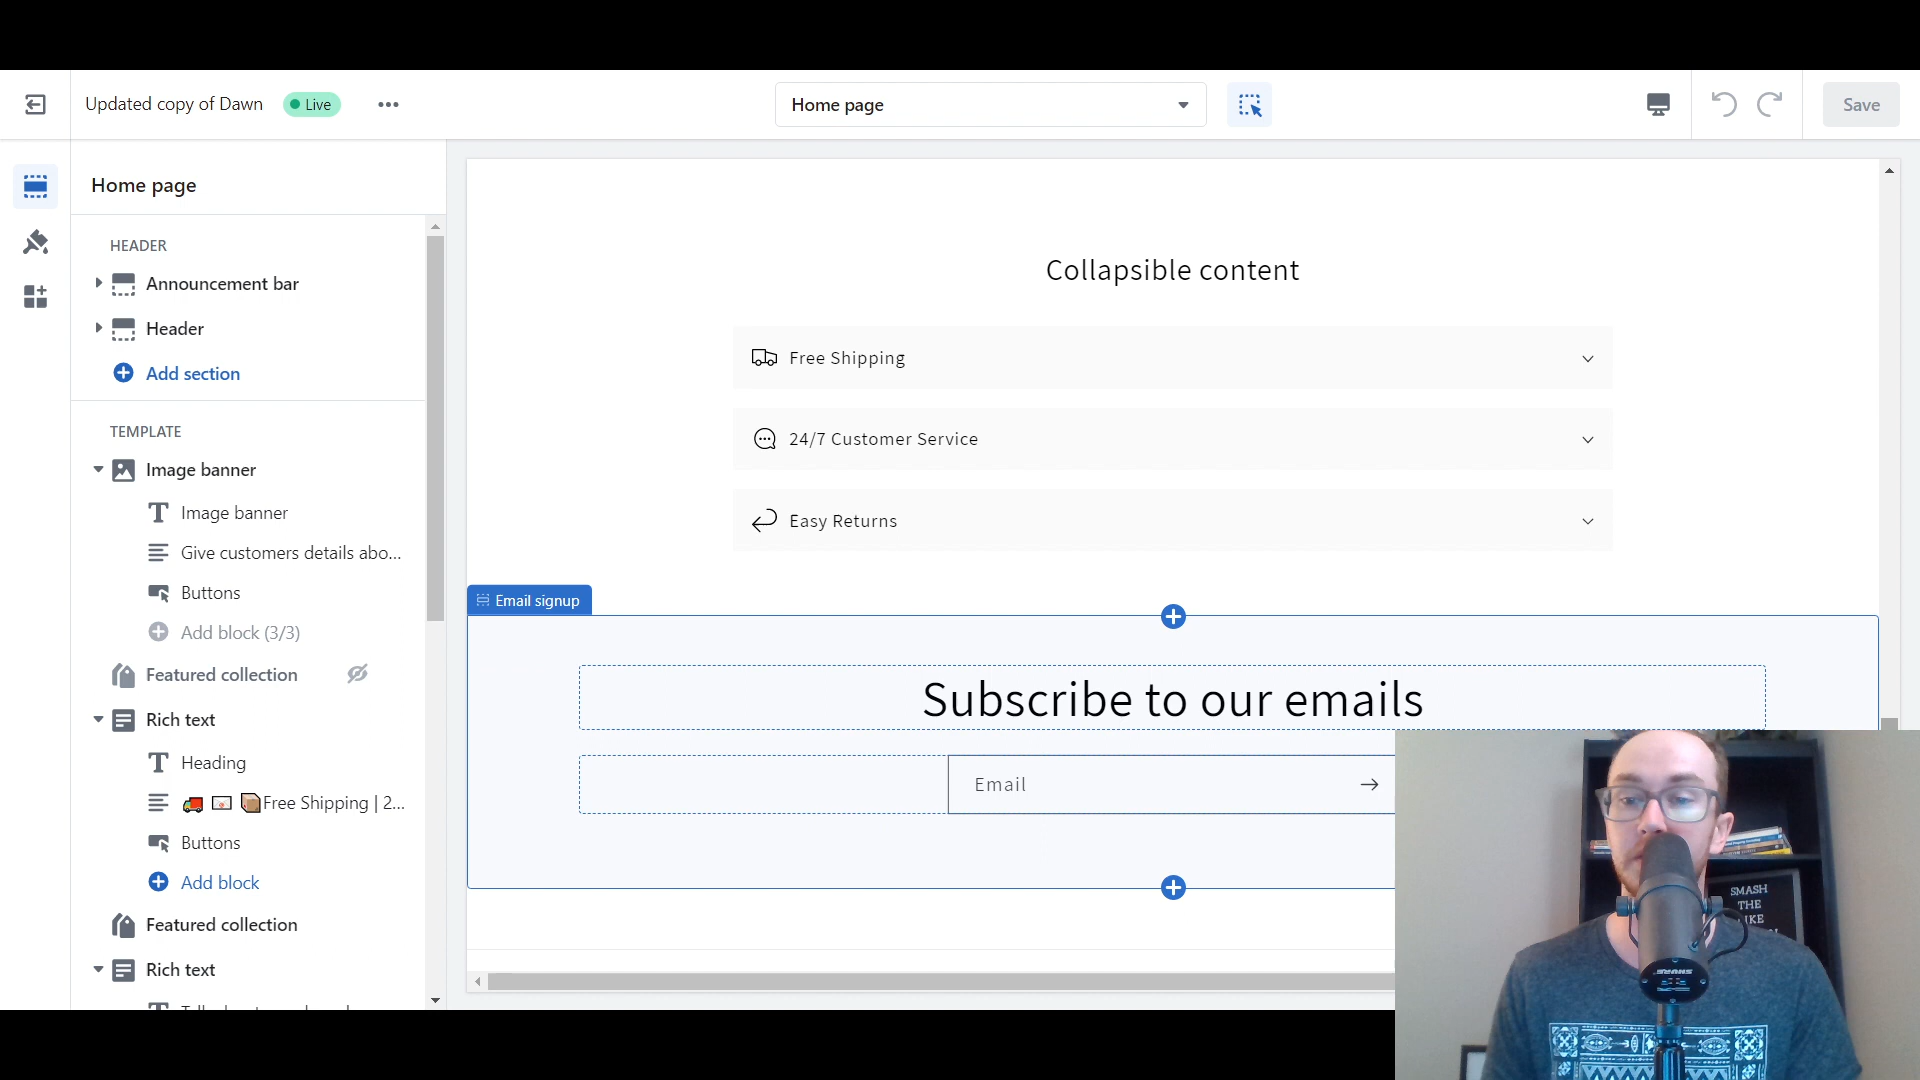 Updated copy of Dawn
Live
Home page
Save
Home page
HEADER
Announcement bar
Header
Add section
TEMPLATE
Image banner
Image banner
Give customers details abo...
Buttons
Add block (3/3)
Featured collection
Rich text
Heading
Free Shipping | 2...
Buttons
Add block
Featured collection
Rich text
Collapsible content
Free Shipping
24/7 Customer Service
Easy Returns
Email signup
Subscribe to our emails
Email
SMASH
THE
LIKE
SHURE